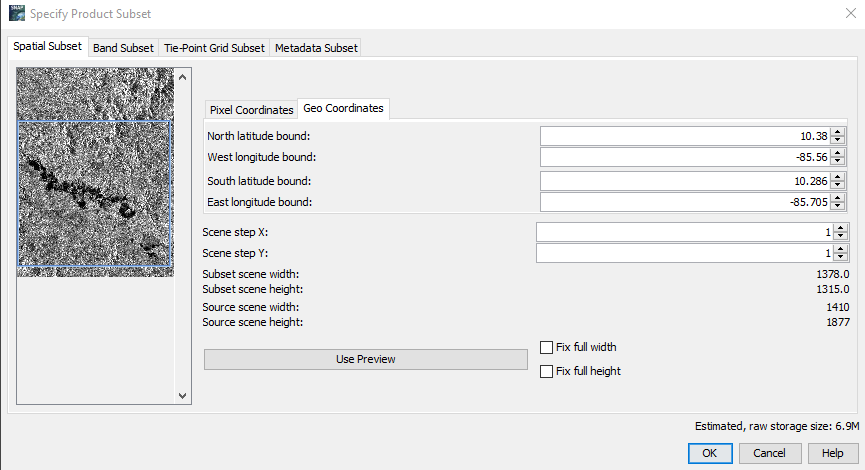 SNAP
Specify Product Subset
Spatial Subset Band Subset Tie-Point Grid Subset Metadata Subset
Pixel Coordinates Geo Coordinates
North latitude bound: 10.38
West longitude bound: -85.56
South latitude bound: 10.286
East longitude bound: -85.705
Scene step X: 1
Scene step Y: 1
Subset scene width: 1378.0
Subset scene height: 1315.0
Source scene width: 1410
Source scene height: 1877
Use Preview
Fix full width
Fix full height
Estimated, raw storage size: 6.9M
OK Cancel Help